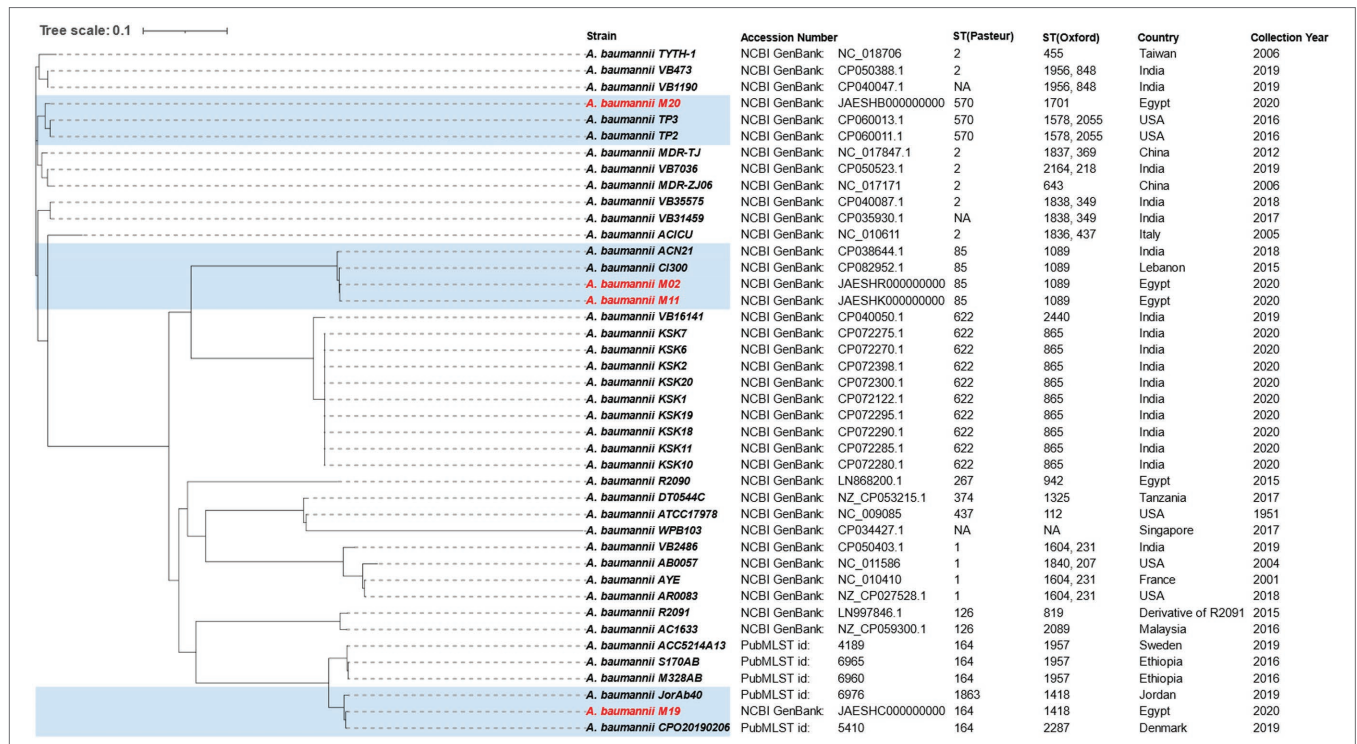 Tree scale: 0.1
Strain Accession Number ST(Pasteur) ST(Oxford) Country Collection Year
A. baumannii TYTH-1 NCBI GenBank: NC_018706 2 455 Taiwan 2006
A. baumannii VB473 NCBI GenBank: CP050388.1 2 1956, 848 India 2019
A. baumannii VB1190 NCBI GenBank: CP040047.1 NA 1956, 848 India 2019
A. baumannii M20 NCBI GenBank: JAESHB000000000 570 1701 Egypt 2020
A. baumannii TP3 NCBI GenBank: CP060013.1 570 1578, 2055 USA 2016
A. baumannii TP2 NCBI GenBank: CP060011.1 570 1578, 2055 USA 2016
A. baumannii MDR-TJ NCBI GenBank: NC_017847.1 2 1837, 369 China 2012
A. baumannii VB7036 NCBI GenBank: CP050523.1 2 2164, 218 India 2019
A. baumannii MDR-ZJ06 NCBI GenBank: NC_017171 2 643 China 2006
A. baumannii VB35575 NCBI GenBank: CP040087.1 2 1838, 349 India 2018
A. baumannii VB31459 NCBI GenBank: CP035930.1 NA 1838, 349 India 2017
A. baumannii ACICU NCBI GenBank: NC_010611 2 1836, 437 Italy 2005
A. baumannii ACN21 NCBI GenBank: CP038644.1 85 1089 India 2018
A. baumannii CI300 NCBI GenBank: CP082952.1 85 1089 Lebanon 2015
A. baumannii M02 NCBI GenBank: JAESHR000000000 85 1089 Egypt 2020
A. baumannii M11 NCBI GenBank: JAESHK000000000 85 1089 Egypt 2020
A. baumannii VB16141 NCBI GenBank: CP040050.1 622 2440 India 2019
A. baumannii KSK7 NCBI GenBank: CP072275.1 622 865 India 2020
A. baumannii KSK6 NCBI GenBank: CP072270.1 622 865 India 2020
A. baumannii KSK2 NCBI GenBank: CP072398.1 622 865 India 2020
A. baumannii KSK20 NCBI GenBank: CP072300.1 622 865 India 2020
A. baumannii KSK1 NCBI GenBank: CP072122.1 622 865 India 2020
A. baumannii KSK19 NCBI GenBank: CP072295.1 622 865 India 2020
A. baumannii KSK18 NCBI GenBank: CP072290.1 622 865 India 2020
A. baumannii KSK11 NCBI GenBank: CP072285.1 622 865 India 2020
A. baumannii KSK10 NCBI GenBank: CP072280.1 622 865 India 2020
A. baumannii R2090 NCBI GenBank: LN868200.1 267 942 Egypt 2015
A. baumannii DT0544C NCBI GenBank: NZ_CP053215.1 374 1325 Tanzania 2017
A. baumannii ATCC17978 NCBI GenBank: NC_009085 437 112 USA 1951
A. baumannii WPB103 NCBI GenBank: CP034427.1 NA NA Singapore 2017
A. baumannii VB2486 NCBI GenBank: CP050403.1 1 1604, 231 India 2019
A. baumannii AB0057 NCBI GenBank: NC_011586 1 1840, 207 USA 2004
A. baumannii AYE NCBI GenBank: NC_010410 1 1604, 231 France 2001
A. baumannii AR0083 NCBI GenBank: NZ_CP027528.1 1 1604, 231 USA 2018
A. baumannii R2091 NCBI GenBank: LN997846.1 126 819 Derivative of R2091 2015
A. baumannii AC1633 NCBI GenBank: NZ_CP059300.1 126 2089 Malaysia 2016
A. baumannii ACC5214A13 PubMLST id: 4189 164 1957 Sweden 2019
A. baumannii S170AB PubMLST id: 6965 164 1957 Ethiopia 2016
A. baumannii M328AB PubMLST id: 6960 164 1957 Ethiopia 2016
A. baumannii JorAb40 PubMLST id: 6976 1863 1418 Jordan 2019
A. baumannii M19 NCBI GenBank: JAESHC000000000 164 1418 Egypt 2020
A. baumannii CPO20190206 PubMLST id: 5410 164 2287 Denmark 2019